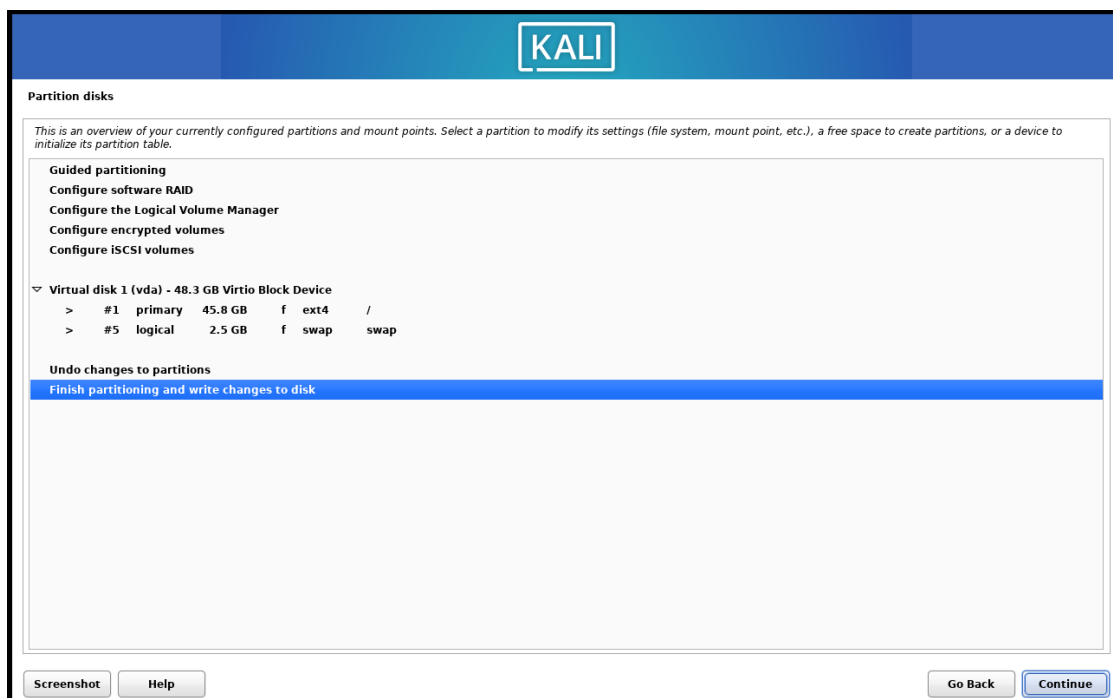 KALI
Partition disks
This is an overview of your currently configured partitions and mount points. Select a partition to modify its settings (file system, mount point, etc.), a free space to create partitions, or a device to
initialize its partition table.
Guided partitioning
Configure software RAID
Configure the Logical Volume Manager
Configure encrypted volumes
Configure iSCSI volumes
Virtual disk 1 (vda) - 48.3 GB Virtio Block Device
> #1 primary 45.8 GB f ext4 /
> #5 logical 2.5 GB f swap swap
Undo changes to partitions
Finish partitioning and write changes to disk
Screenshot Help Go Back Continue